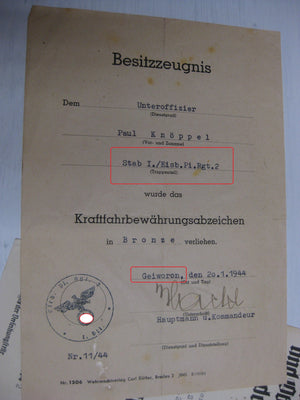 Besitzzeugnis
Dem Unteroffizier
(Dienstgrad)
Paul Knöppel
(Vor- und Zuname)
Stab I./Eisb.Pi.Rgt.2
(Truppenteil)
wurde das
Kraftfahrbewährungsabzeichen
in Bronze verliehen.
Geiworon, den 20.1.1944
(Ort und Tag)
(Unterschrift)
Hauptmann u.Kommandeur
(Dienstgrad und Dienststellung)
Nr.11/44
Nr. 1506